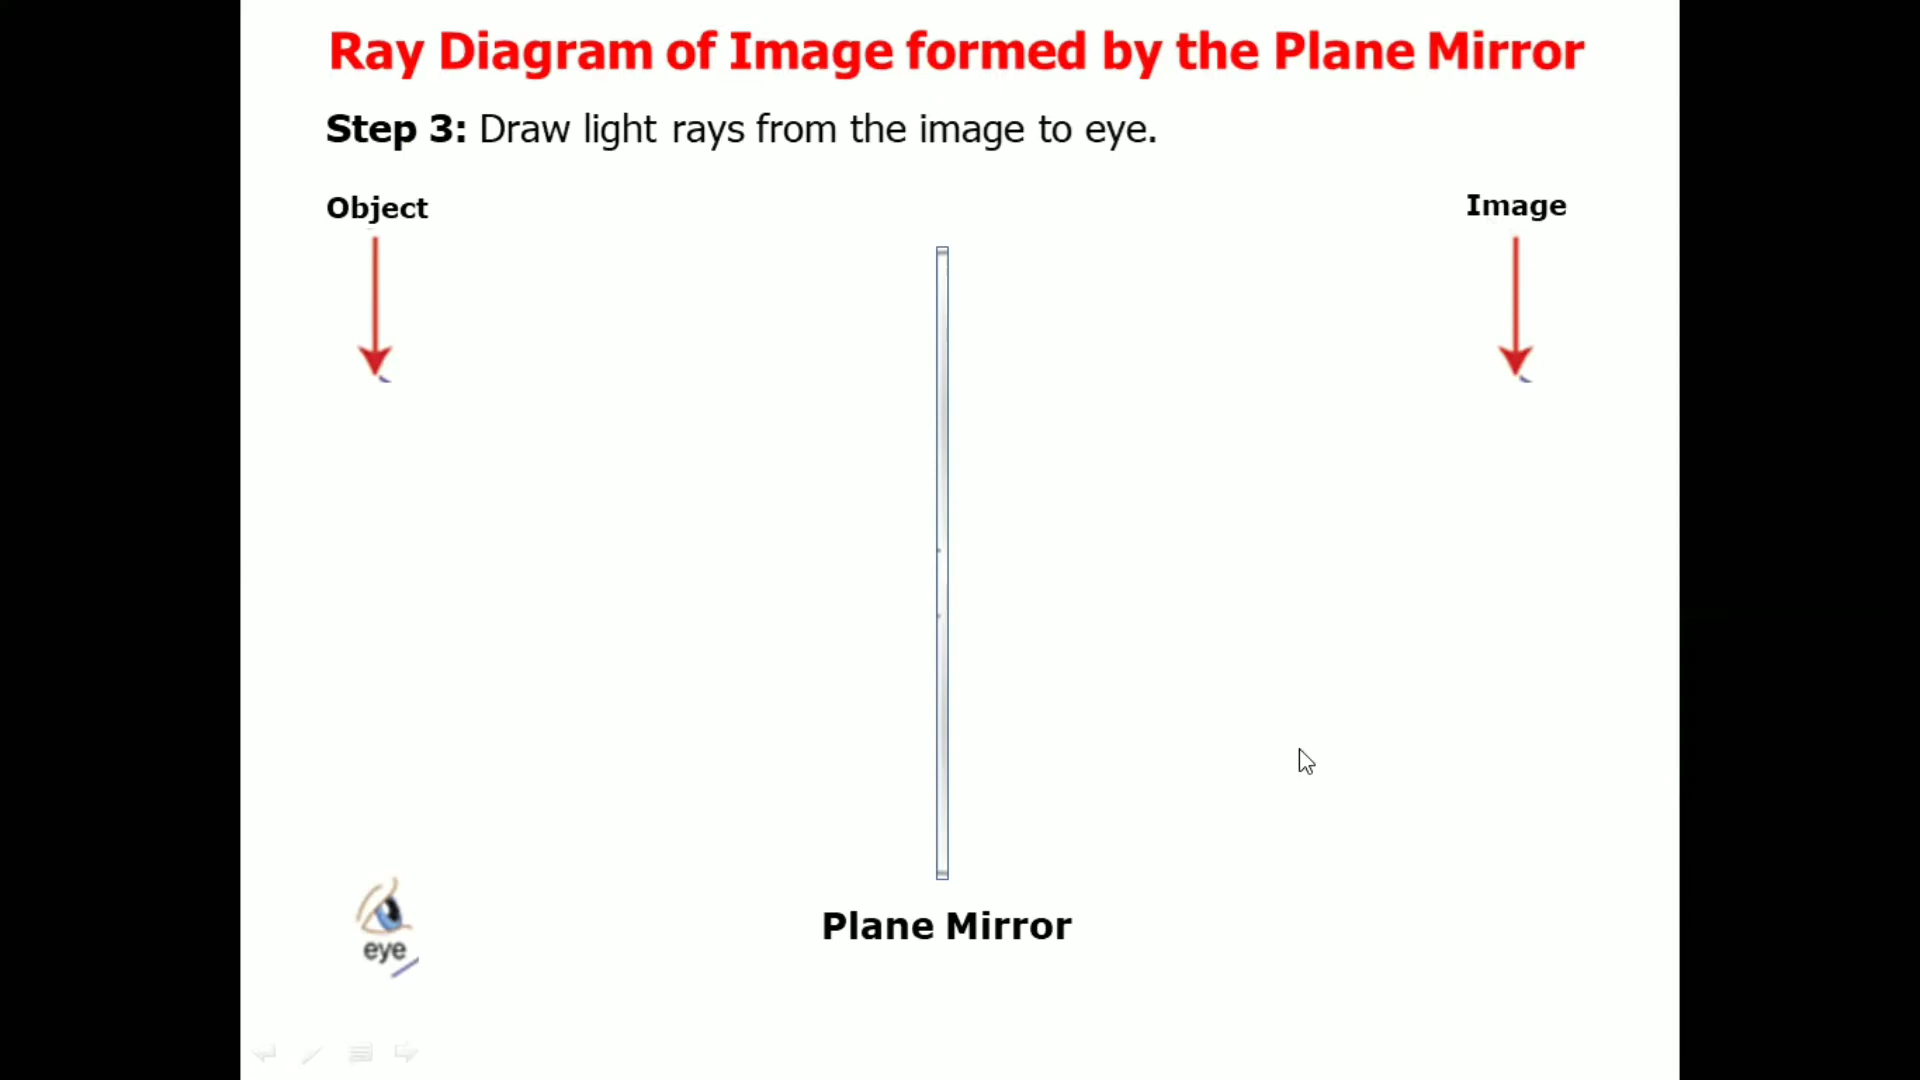 Ray Diagram of Image formed by the Plane Mirror
Step 3: Draw light rays from the image to eye.
Object
Image
Plane Mirror
eye